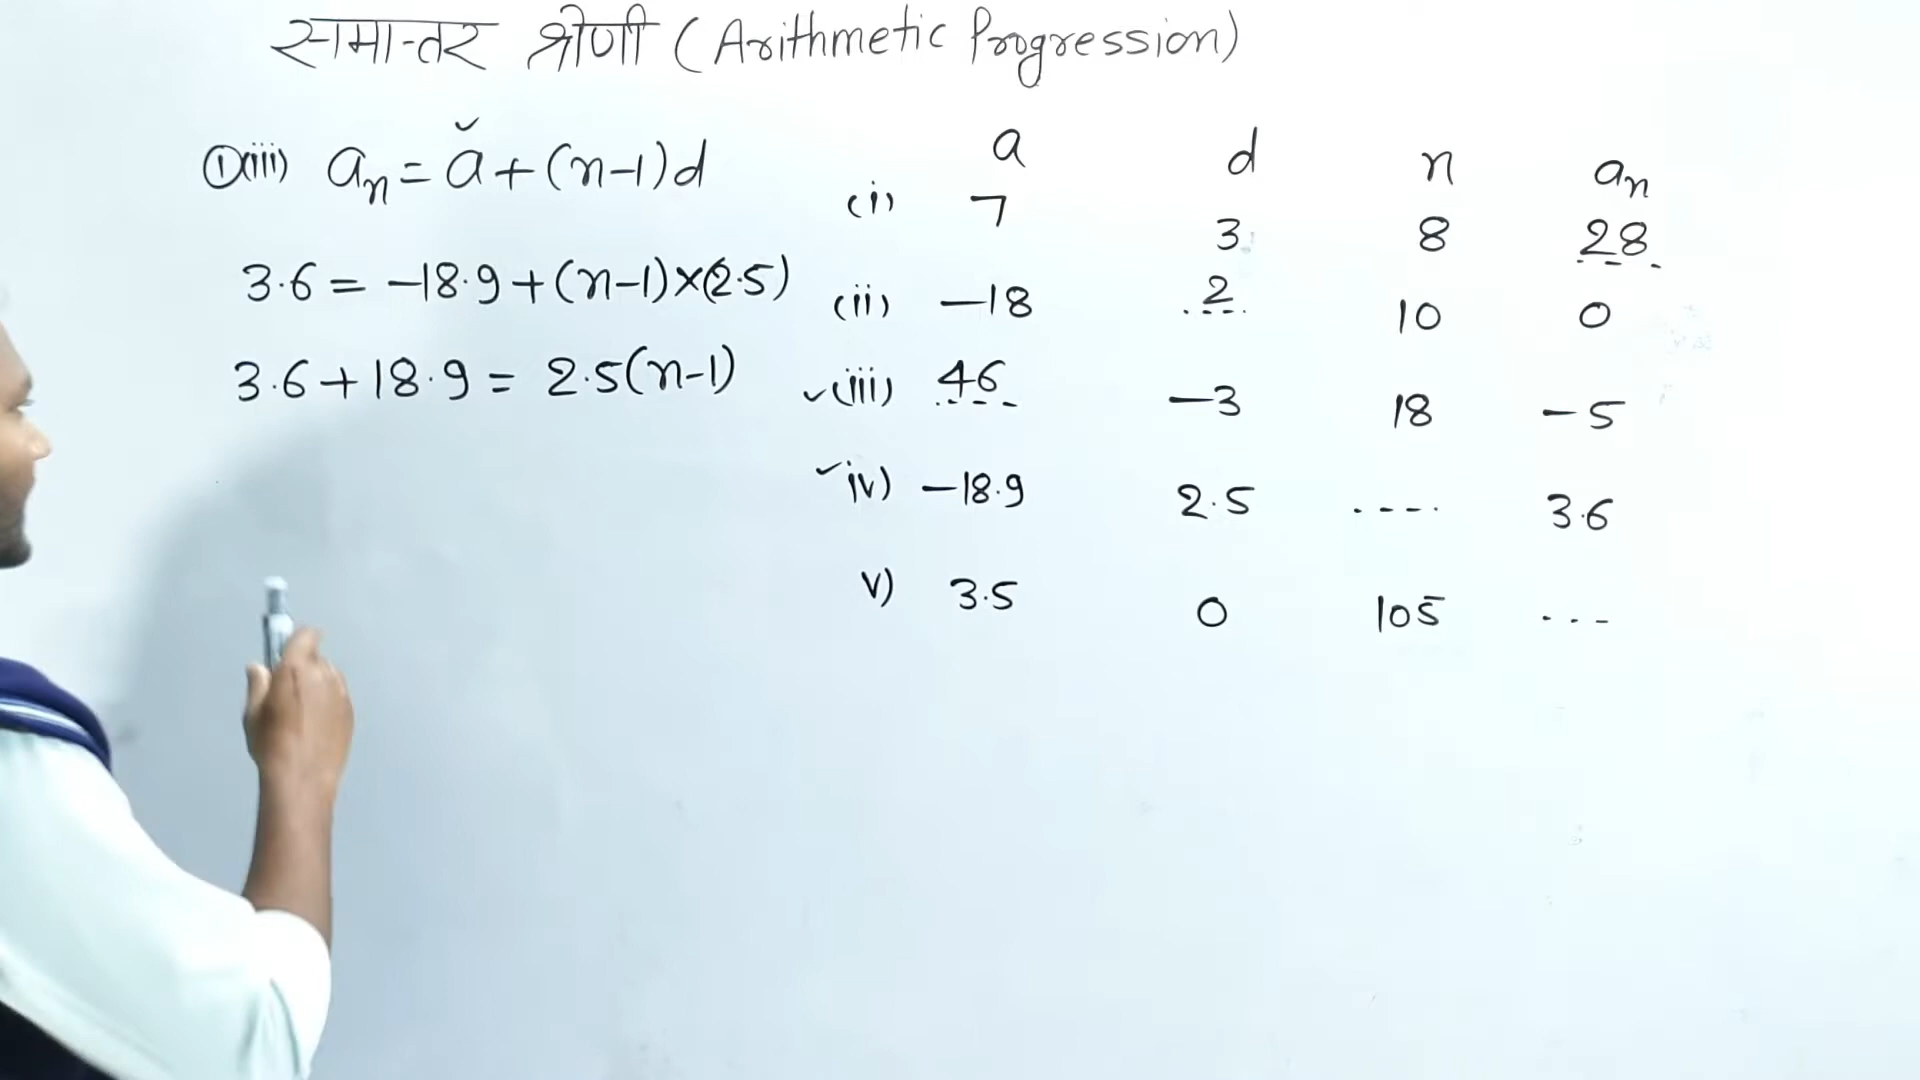 समान्तर श्रेणी (Arithmetic Progression)
①(iii) aₙ = a + (n-1)d
3.6 = -18.9 + (n-1)×(2.5)
3.6 + 18.9 = 2.5(n-1)
a d n aₙ
(i) 7 3 8 28
(ii) -18 2 10 0
(iii) 46 -3 18 -5
iv) -18.9 2.5 .... 3.6
v) 3.5 0 105 ...